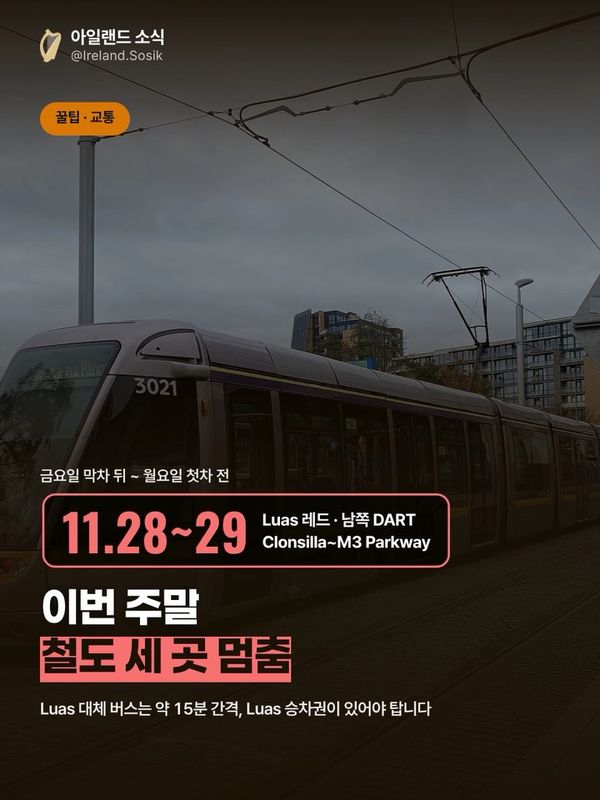 아일랜드 소식
@Ireland.Sosik
꿀팁 · 교통
3021
금요일 막차 뒤 ~ 월요일 첫차 전
11.28~29
Luas 레드 · 남쪽 DART
Clonsilla~M3 Parkway
이번 주말
철도 세 곳 멈춤
Luas 대체 버스는 약 15분 간격, Luas 승차권이 있어야 탑니다